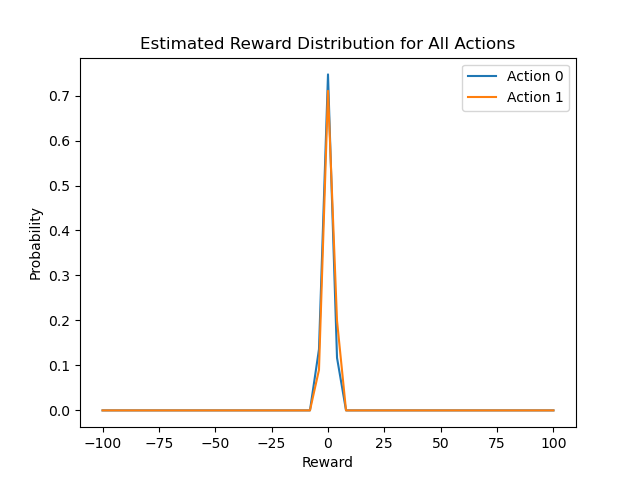 Estimated Reward Distribution for All Actions
Action 0
Action 1
0.7
0.6
0.5
0.4
0.3
0.2
0.1
0.0
Probability
−100 −75 −50 −25 0 25 50 75 100
Reward